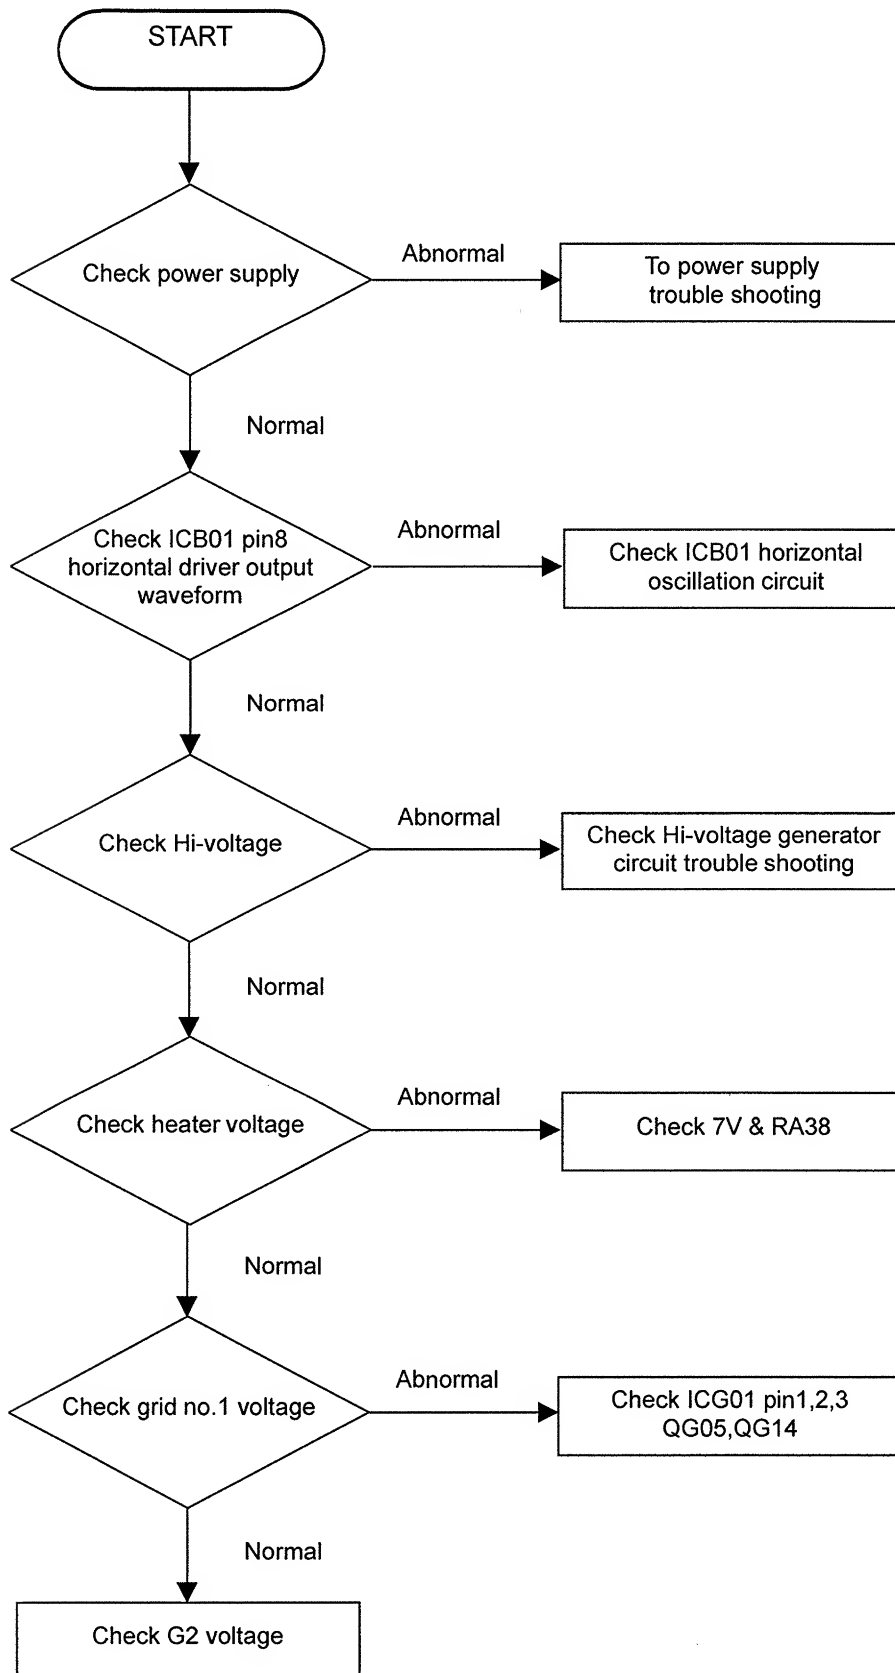 START
Check power supply
Abnormal
To power supply
trouble shooting
Normal
Check ICB01 pin8
horizontal driver output
waveform
Abnormal
Check ICB01 horizontal
oscillation circuit
Normal
Check Hi-voltage
Abnormal
Check Hi-voltage generator
circuit trouble shooting
Normal
Check heater voltage
Abnormal
Check 7V & RA38
Normal
Check grid no.1 voltage
Abnormal
Check ICG01 pin1,2,3
QG05,QG14
Normal
Check G2 voltage